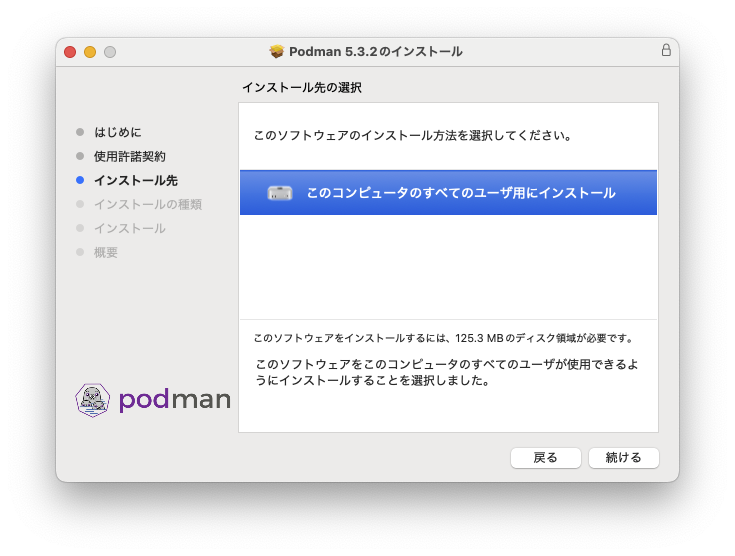 Podman 5.3.2のインストール
インストール先の選択
はじめに
使用許諾契約
インストール先
インストールの種類
インストール
概要
このソフトウェアのインストール方法を選択してください。
このコンピュータのすべてのユーザ用にインストール
このソフトウェアをインストールするには、125.3 MBのディスク領域が必要です。
このソフトウェアをこのコンピュータのすべてのユーザが使用できるよ
うにインストールすることを選択しました。
podman
戻る
続ける